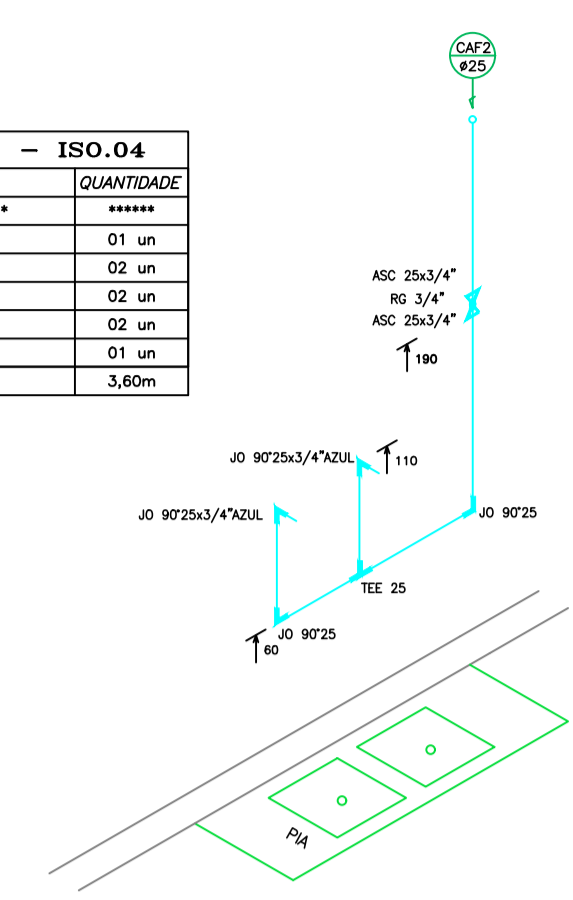 CAF2
ø25
- ISO.04
QUANTIDADE
* ******
01 un
02 un
02 un
02 un
01 un
3,60m
ASC 25x3/4"
RG 3/4"
ASC 25x3/4"
190
JO 90°25x3/4"AZUL
110
JO 90°25x3/4"AZUL
JO 90°25
TEE 25
JO 90°25
60
PIA